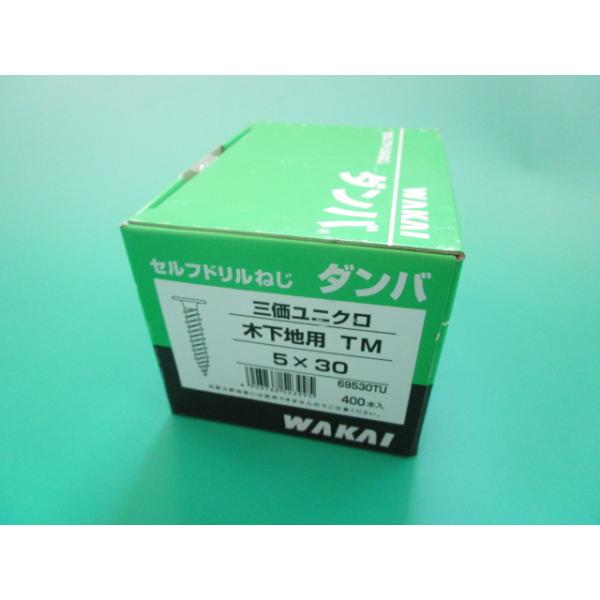 WAKAI
ダンバ
セルフドリルねじ ダンバ
三価ユニクロ
木下地用 TM
5×30
69530TU
400本入
WAKAI